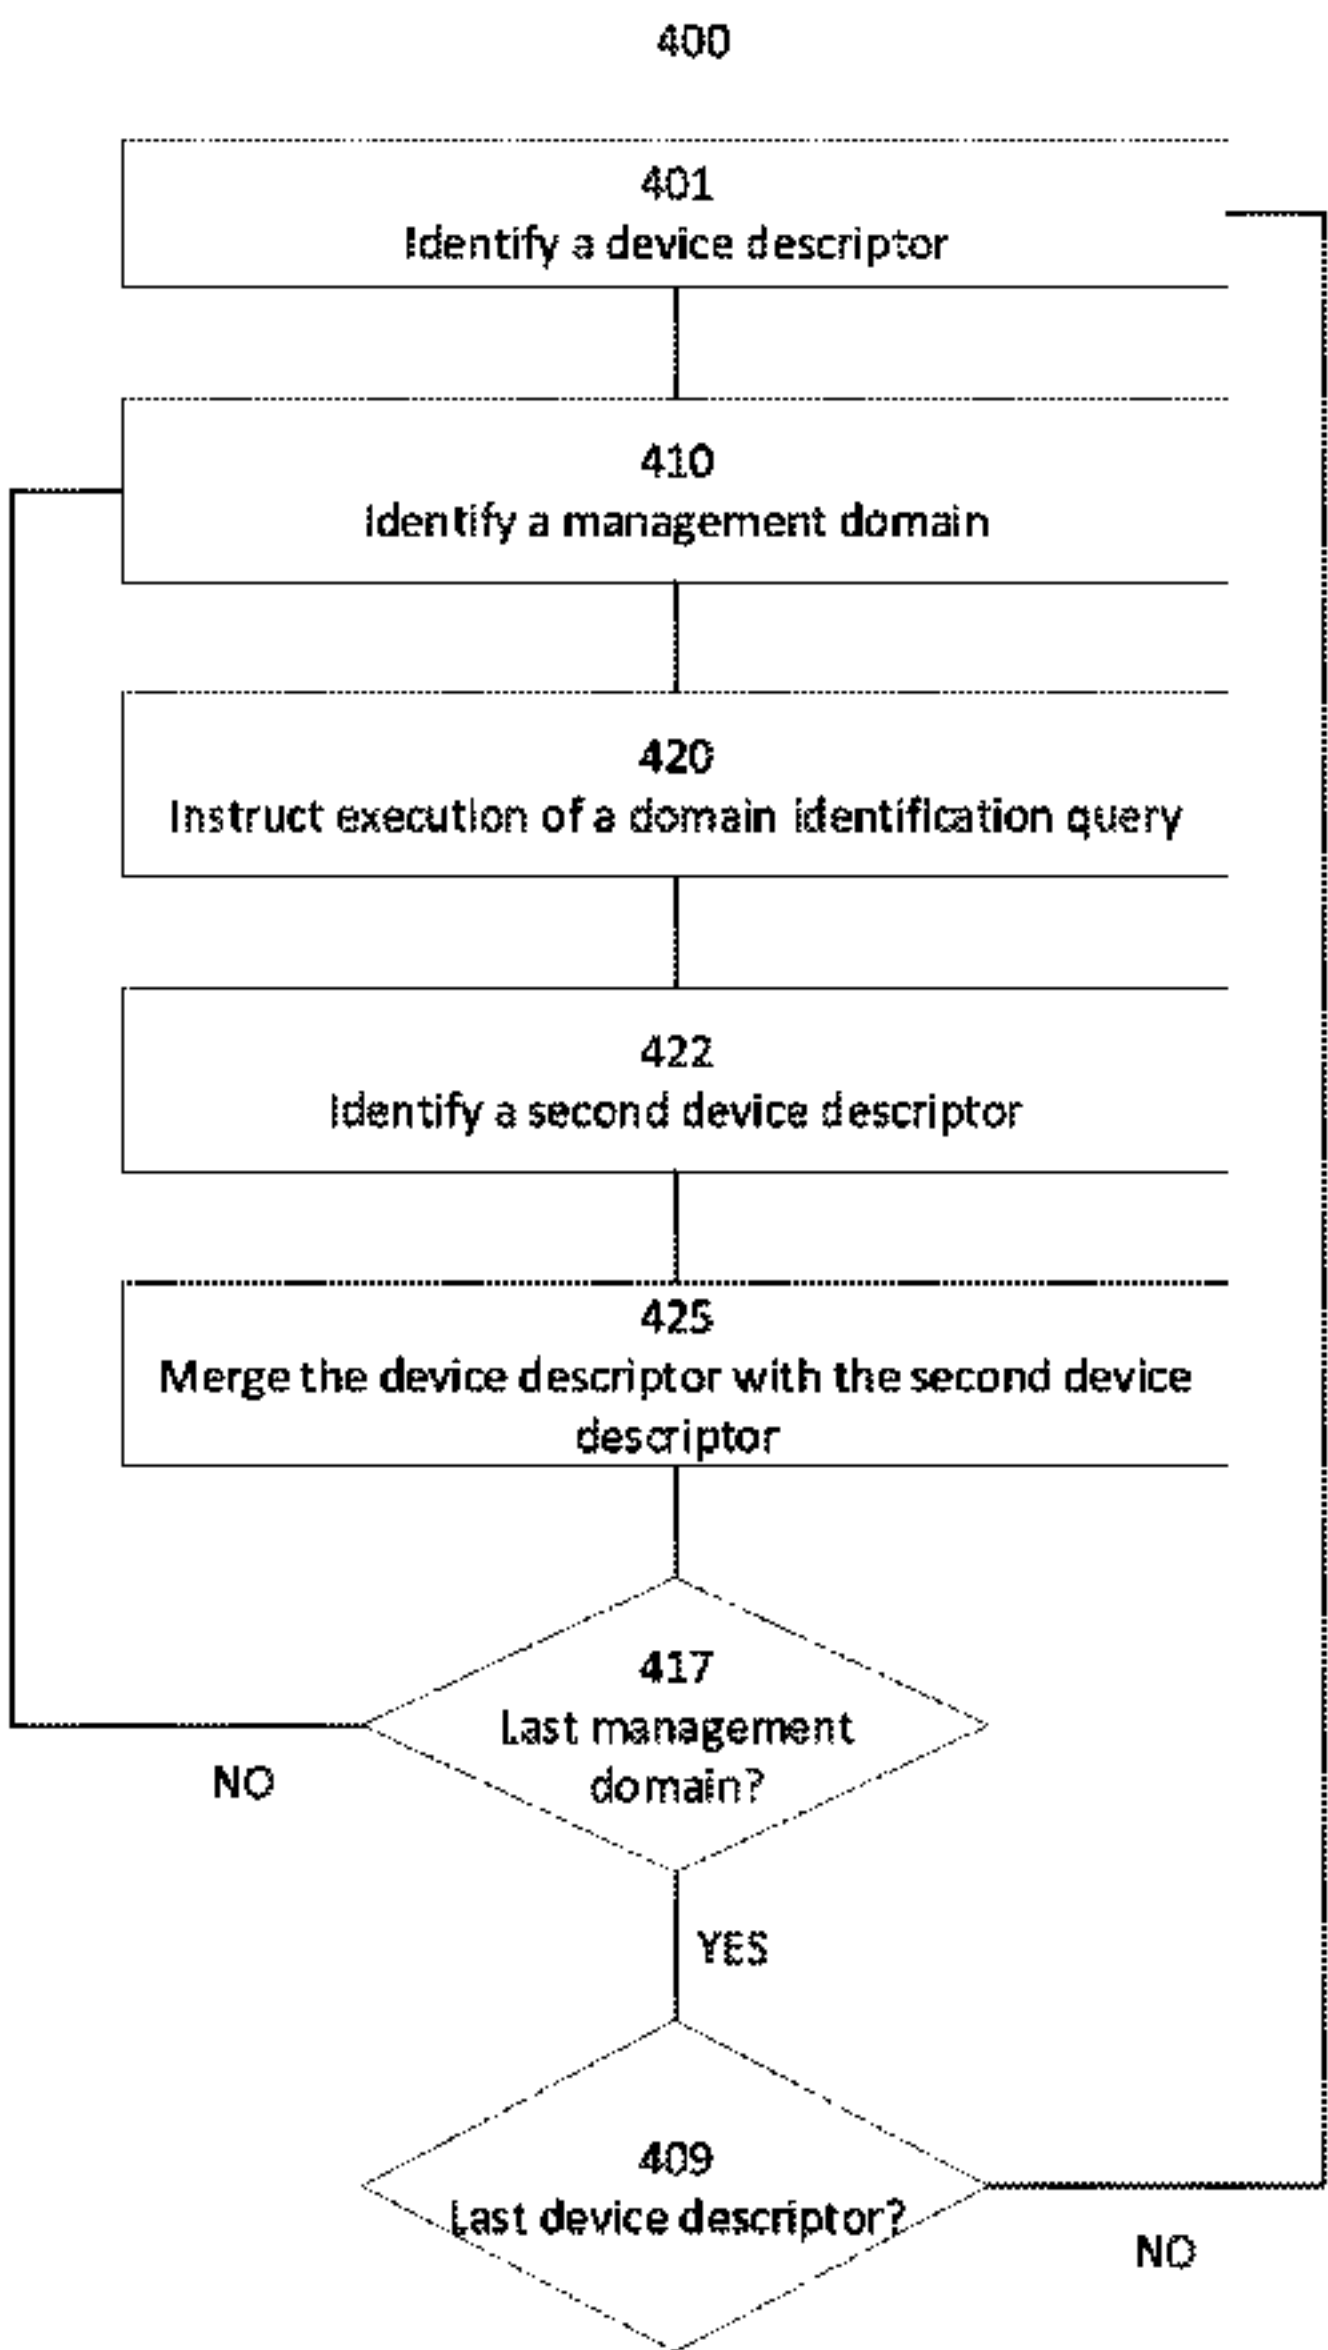 400
401
Identify a device descriptor
410
Identify a management domain
420
Instruct execution of a domain identification query
422
Identify a second device descriptor
425
Merge the device descriptor with the second device
descriptor
417
Last management
domain?
NO
YES
409
Last device descriptor?
NO